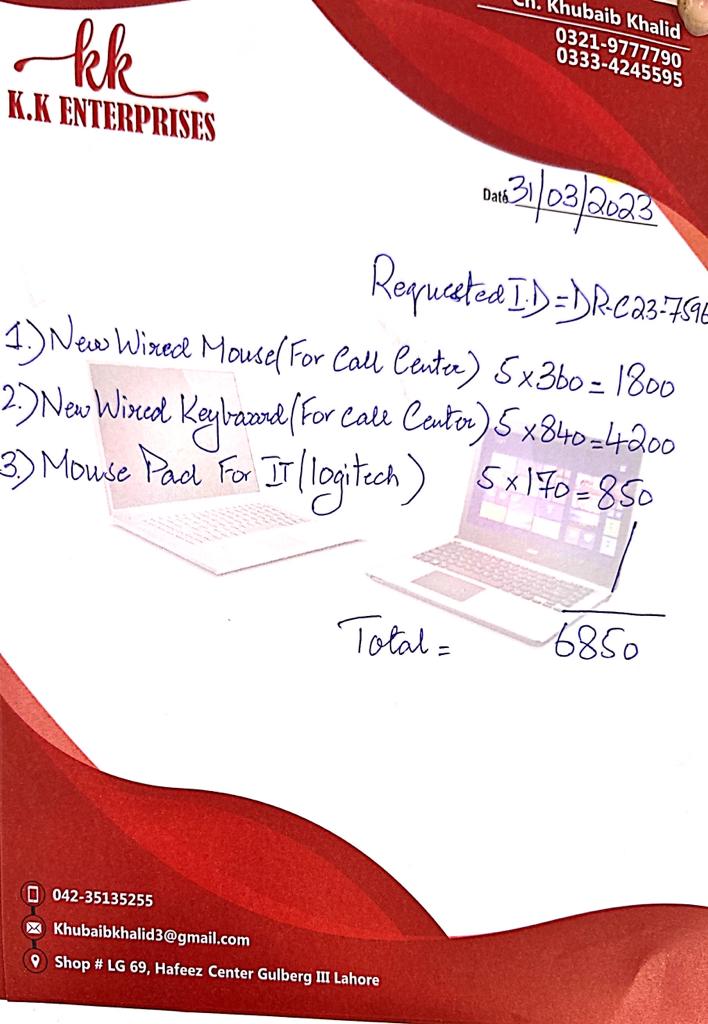 Ch. Khubaib Khalid
0321-9777790
0333-4245595
kk
K.K ENTERPRISES
Date 31/03/2023
Requested I.D = DR-C23-7596
1.) New Wired Mouse (For Call Center) 5 x 360 = 1800
2.) New Wired Keyboard (For Call Center) 5 x 840 = 4200
3.) Mouse Pad For IT (logitech) 5 x 170 = 850
Total = 6850
042-35135255
Khubaibkhalid3@gmail.com
Shop # LG 69, Hafeez Center Gulberg III Lahore